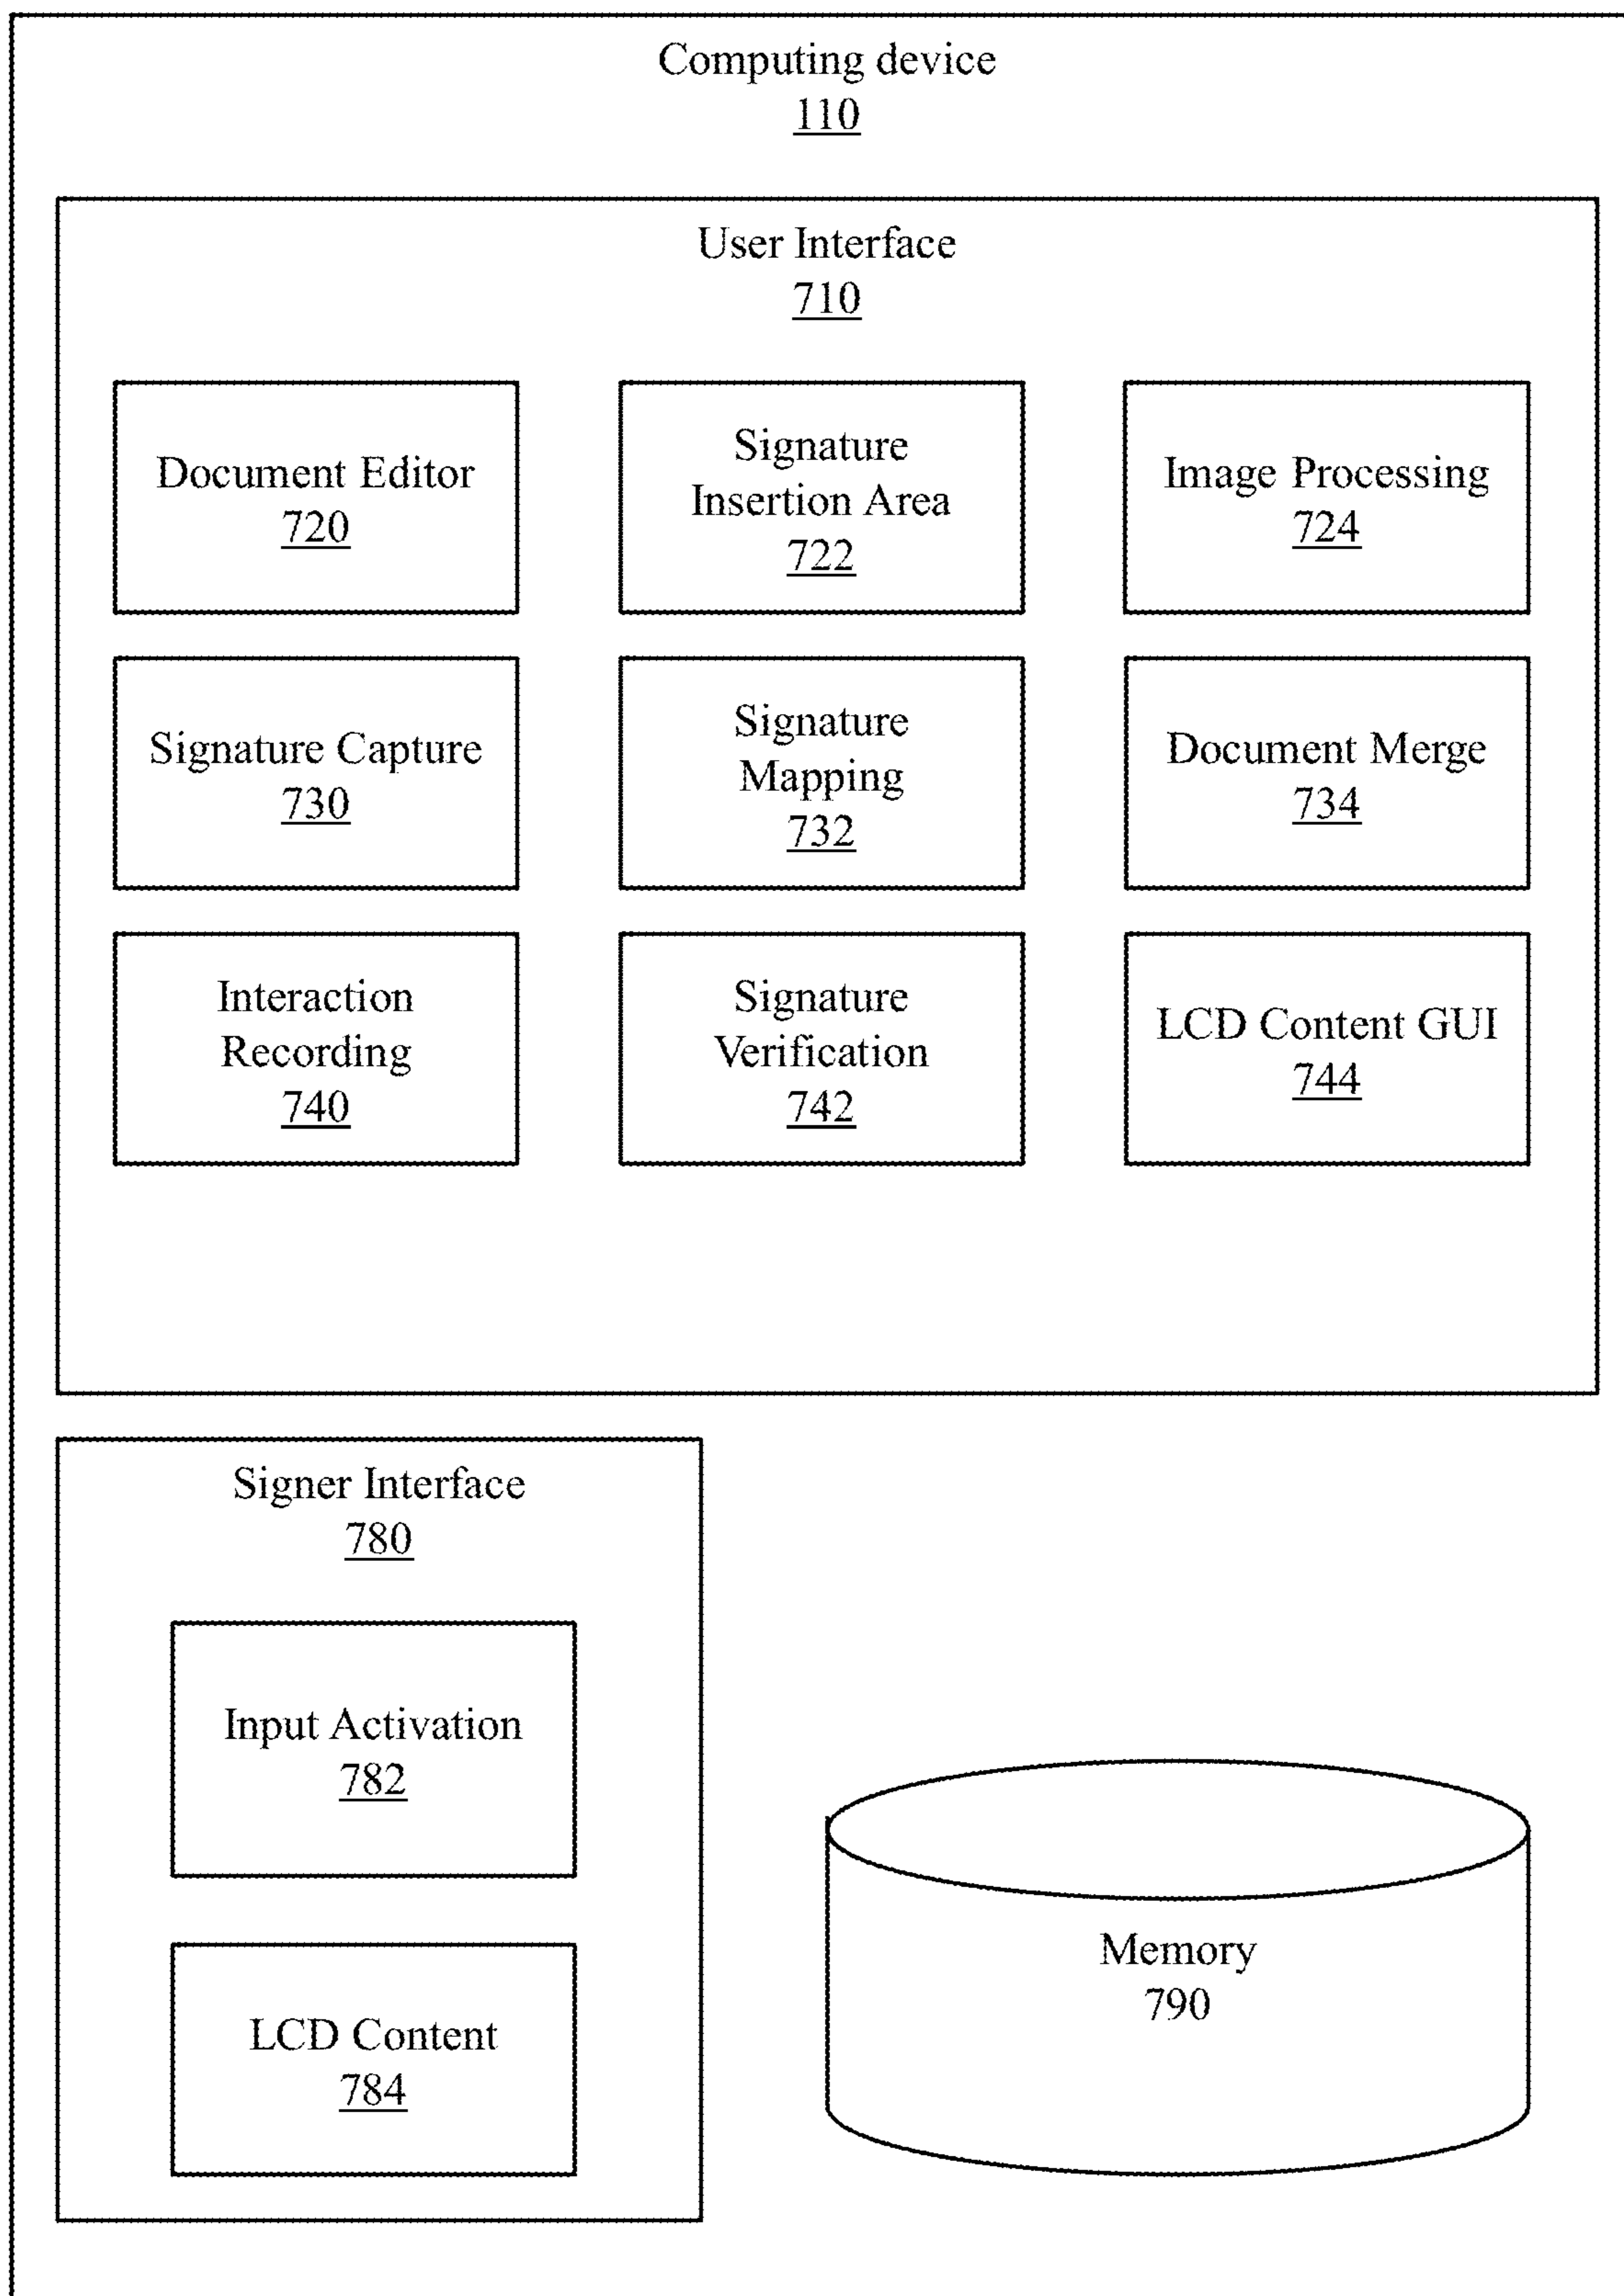 Computing device
110
User Interface
710
Document Editor
720
Signature
Insertion Area
722
Image Processing
724
Signature Capture
730
Signature
Mapping
732
Document Merge
734
Interaction
Recording
740
Signature
Verification
742
LCD Content GUI
744
Signer Interface
780
Input Activation
782
LCD Content
784
Memory
790